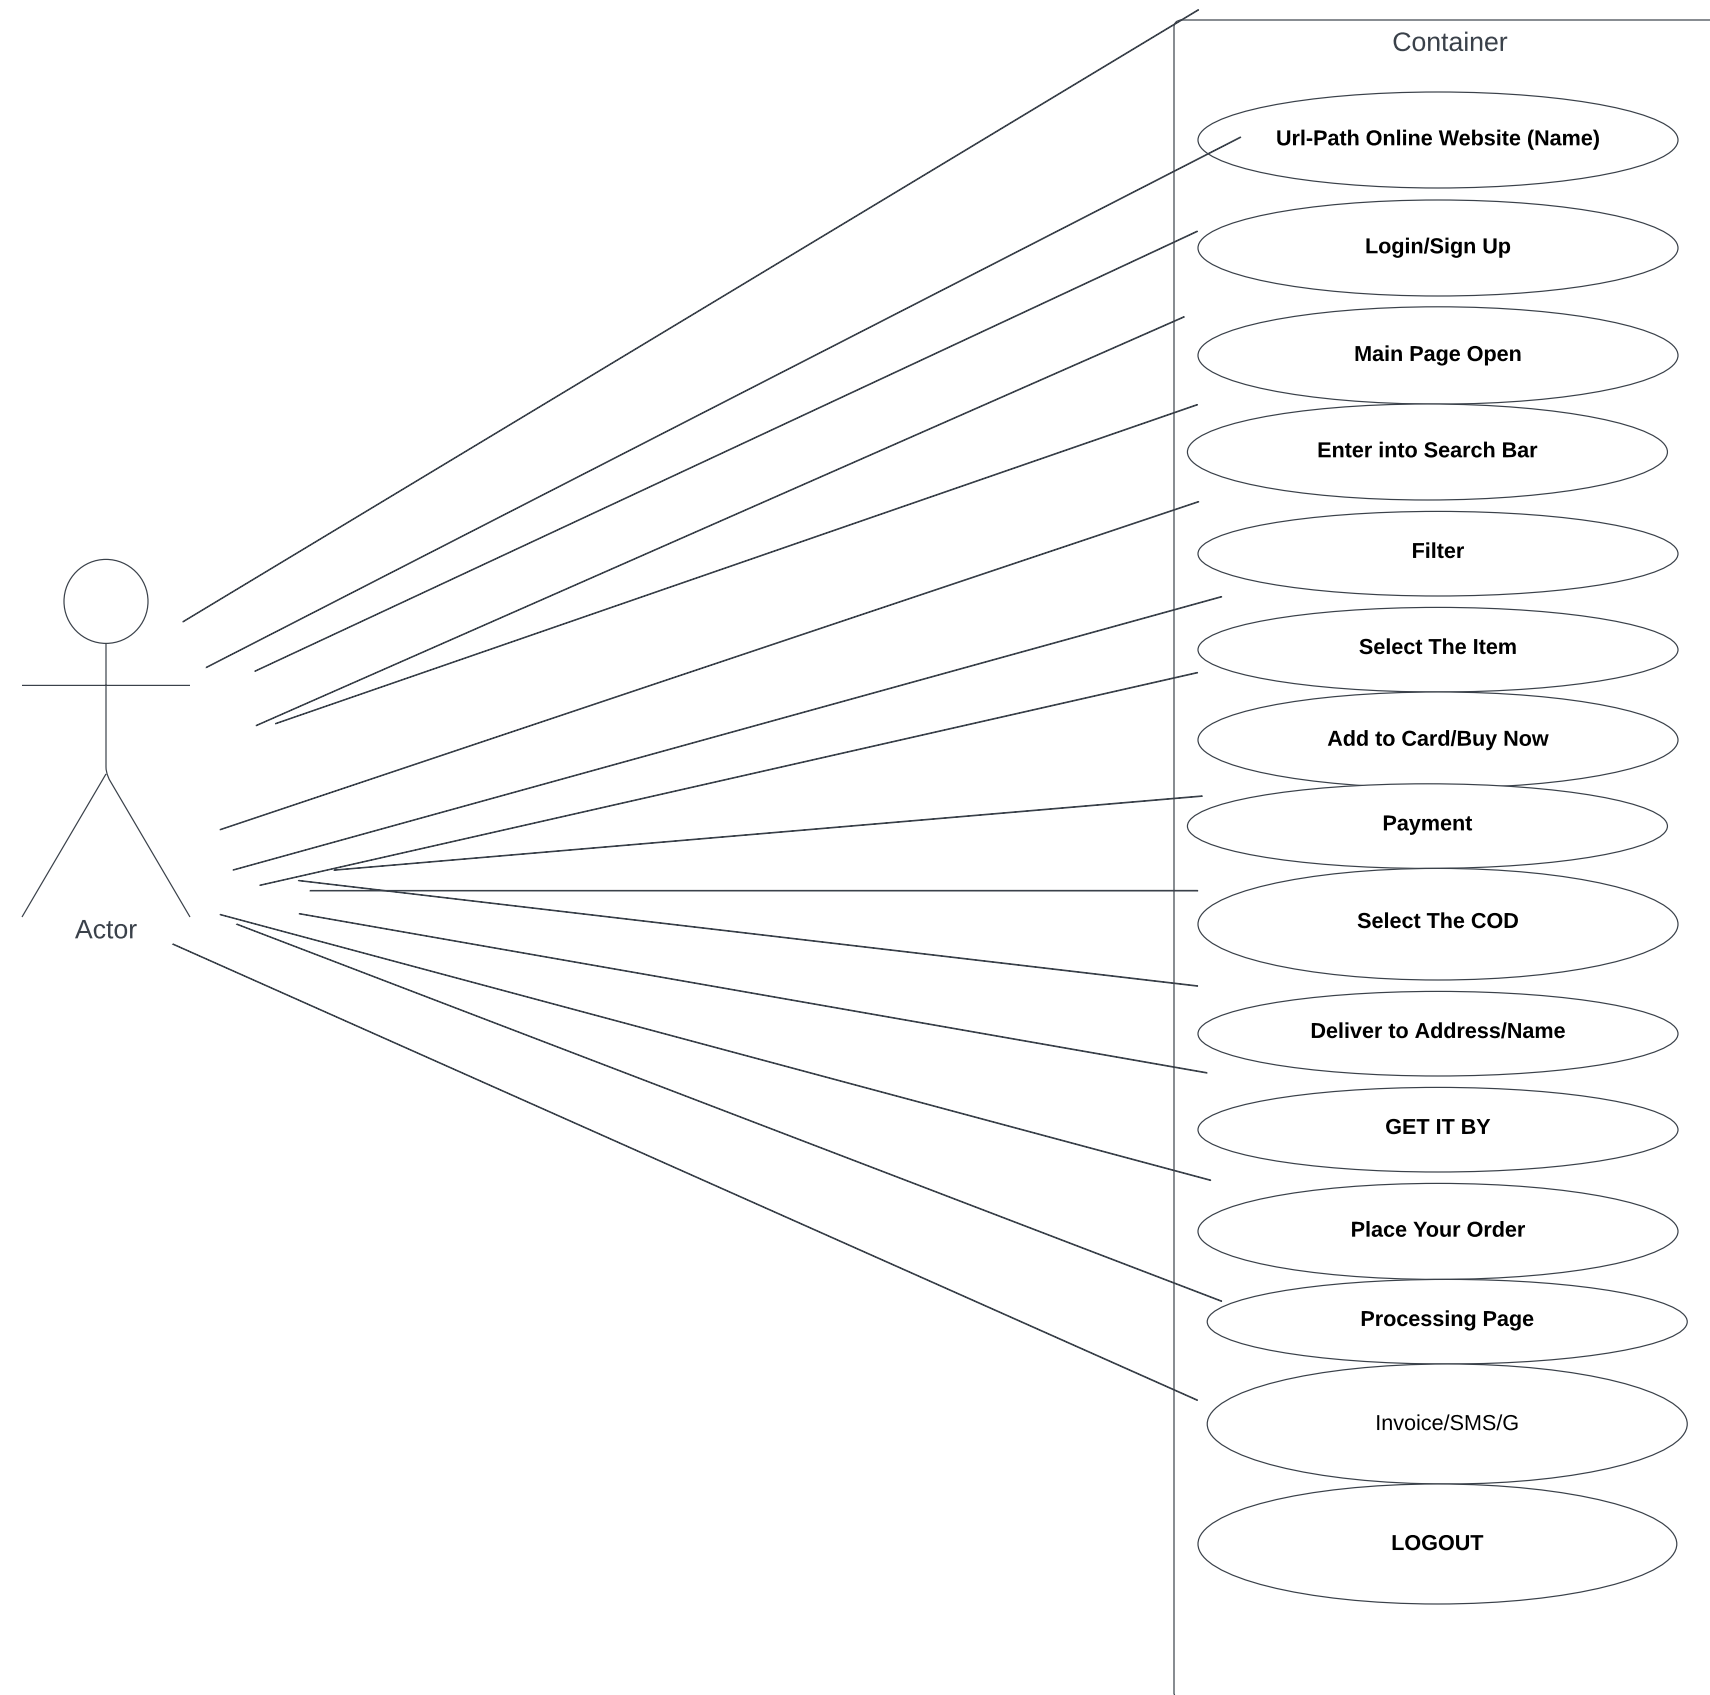 Container
Url-Path Online Website (Name)
Login/Sign Up
Main Page Open
Enter into Search Bar
Filter
Select The Item
Add to Card/Buy Now
Payment
Select The COD
Actor
Deliver to Address/Name
GET IT BY
Place Your Order
Processing Page
Invoice/SMS/G
LOGOUT